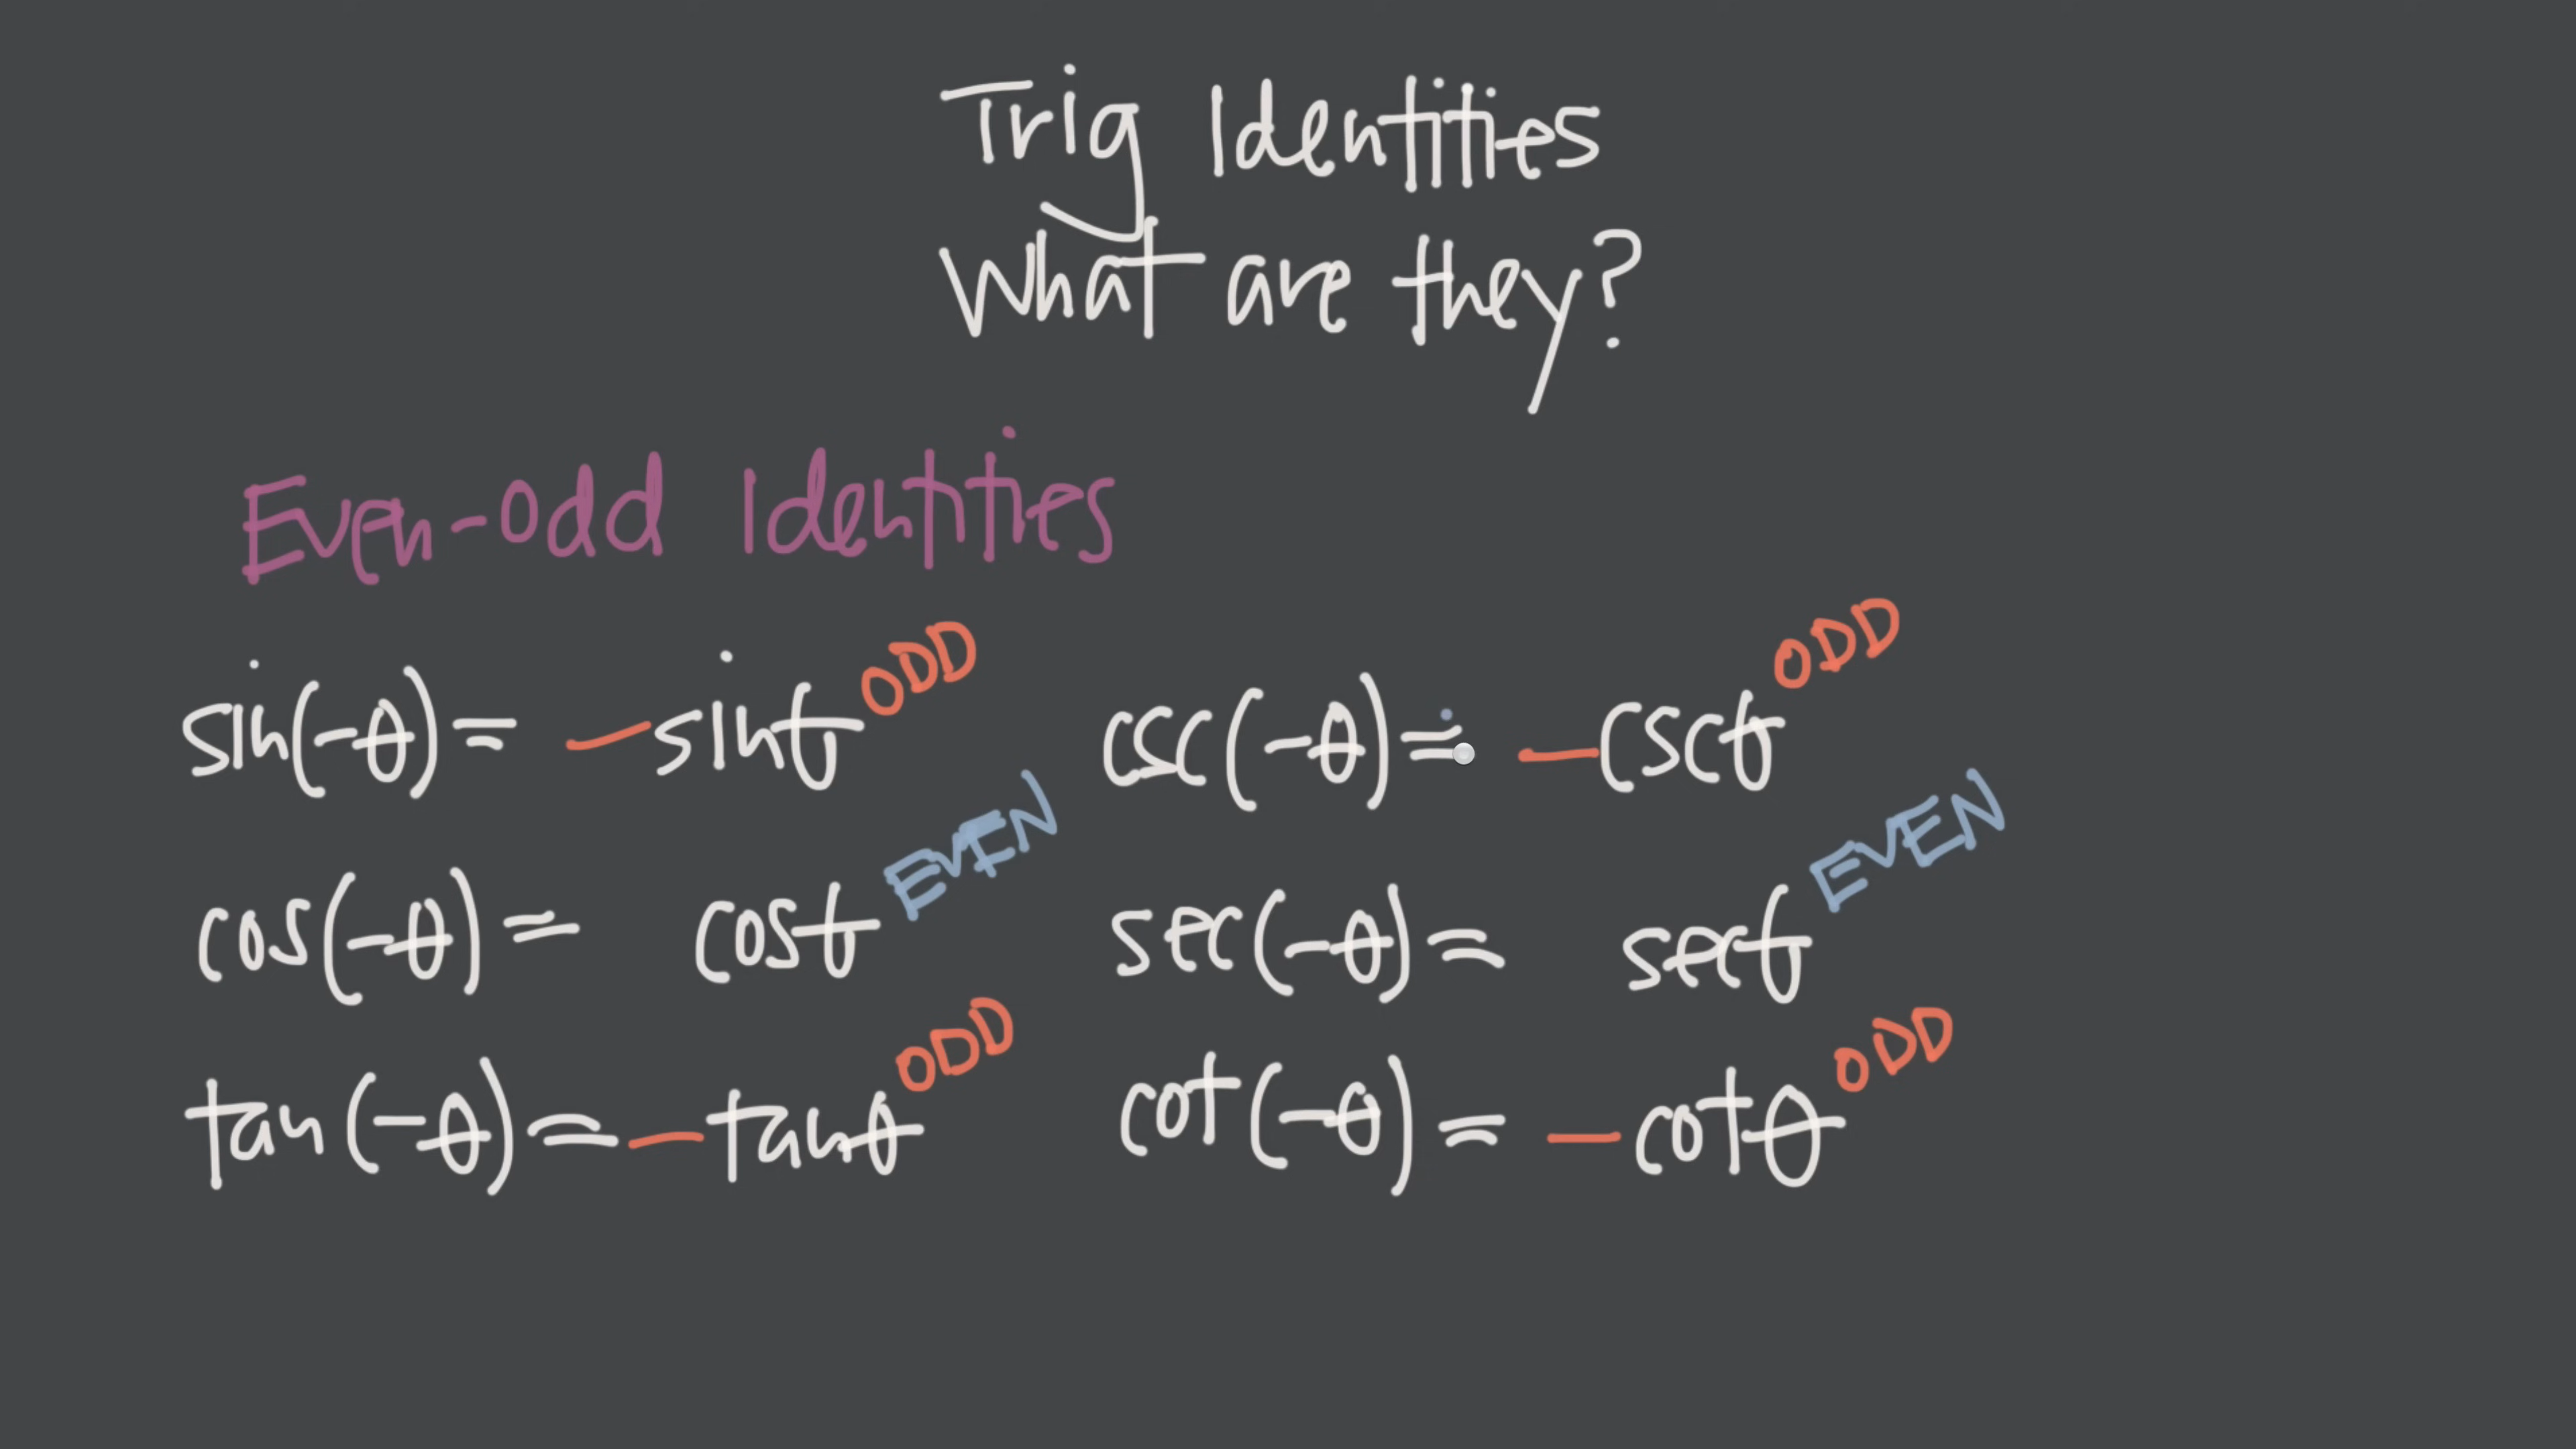 Trig Identities
What are they?
Even-odd Identities
sin(-θ)= -sinθ ODD
csc(-θ)= -cscθ ODD
cos(-θ)= cosθ EVEN
sec(-θ)= secθ EVEN
tan(-θ)= -tanθ ODD
cot(-θ)= -cotθ ODD